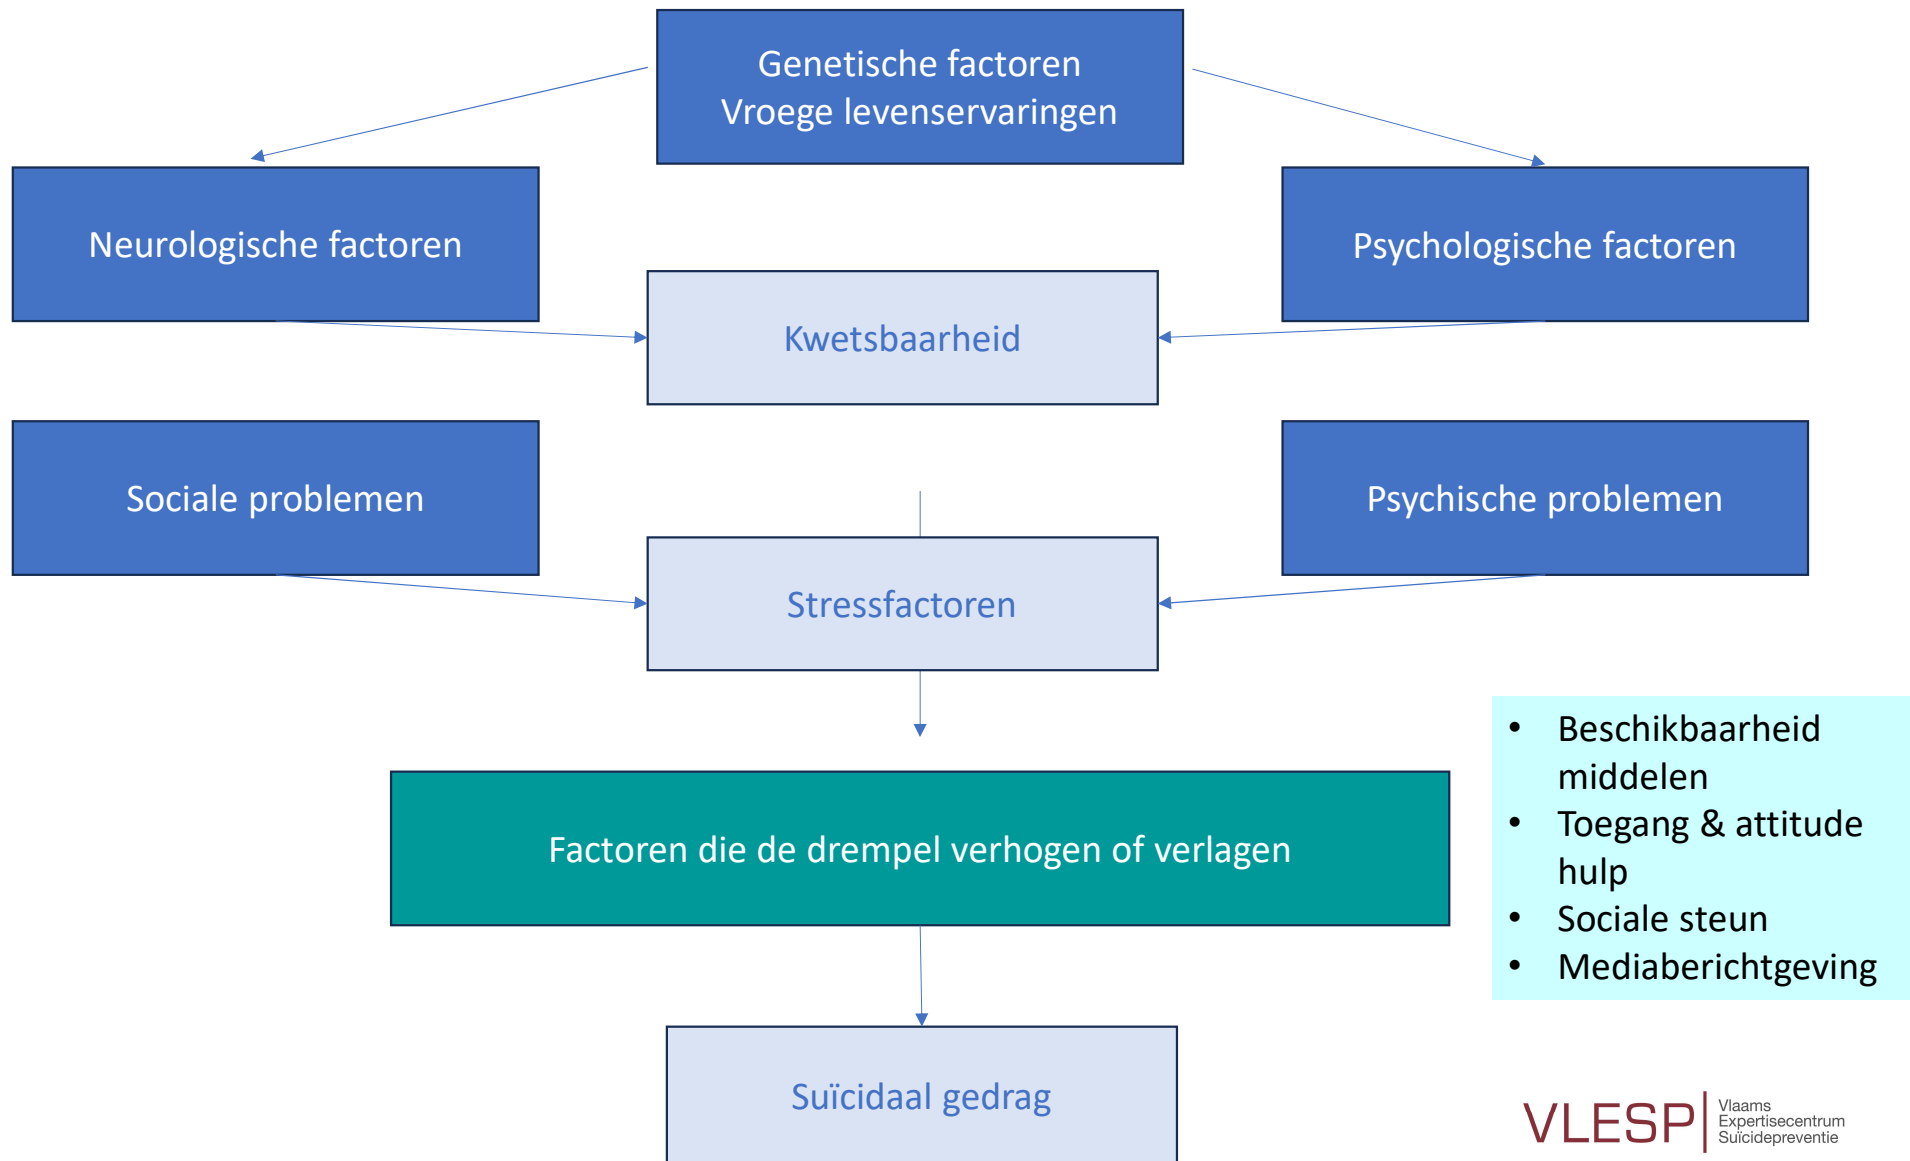 Genetische factoren
Vroege levenservaringen
Neurologische factoren
Psychologische factoren
Kwetsbaarheid
Sociale problemen
Psychische problemen
Stressfactoren
• Beschikbaarheid
middelen
• Toegang & attitude
hulp
• Sociale steun
• Mediaberichtgeving
Factoren die de drempel verhogen of verlagen
Suïcidaal gedrag
VLESP
Vlaams
Expertisecentrum
Suïcidepreventie